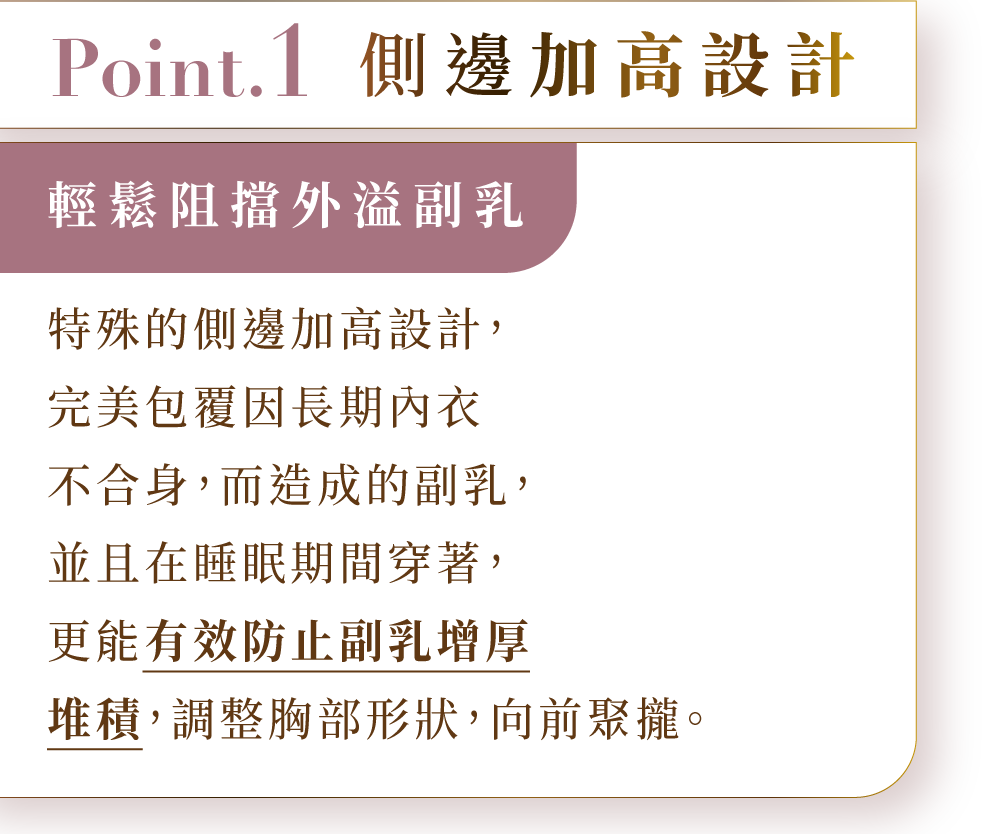 Point.1 側邊加高設計
輕鬆阻擋外溢副乳
特殊的側邊加高設計，
完美包覆因長期內衣
不合身，而造成的副乳，
並且在睡眠期間穿著，
更能有效防止副乳增厚
堆積，調整胸部形狀，向前聚攏。